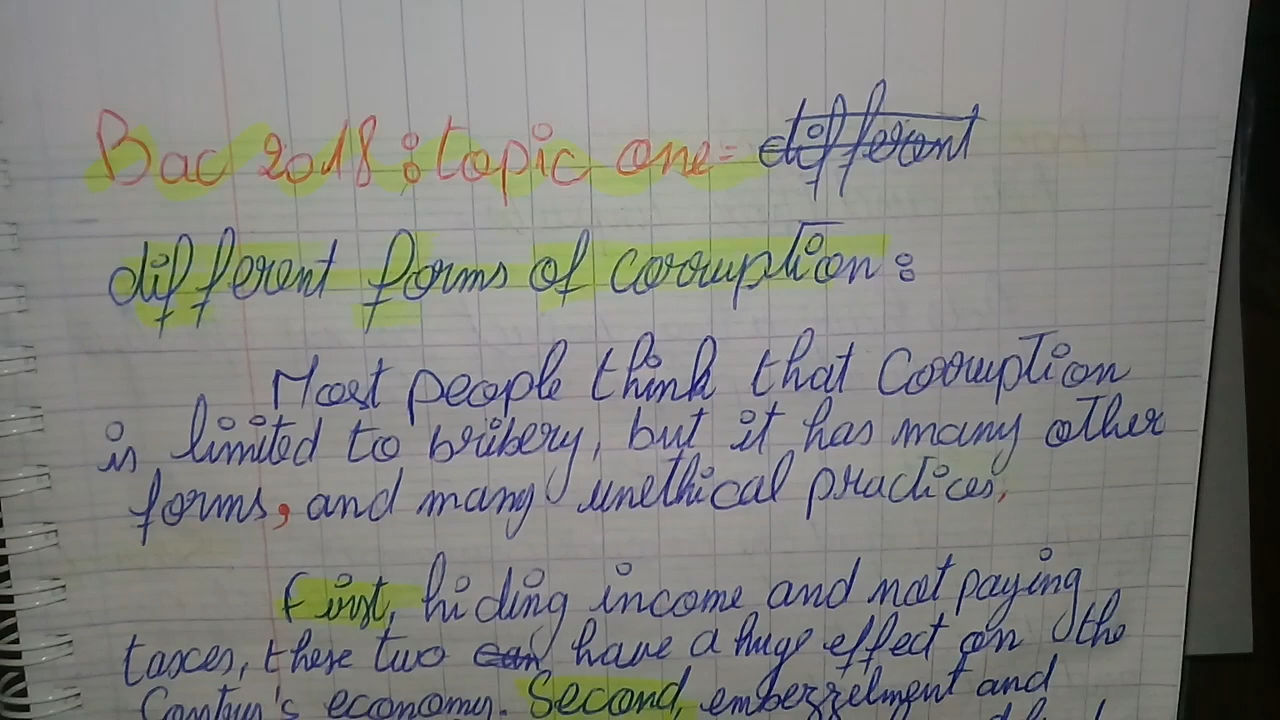 Bac 2018 : topic one = different
different forms of corruption :
Most people think that Corruption
is limited to bribery, but it has many other
forms, and many unethical practices.
First, hiding income and not paying
taxes, these two can have a huge effect on the
Contury's economy. Second, embezzelment and